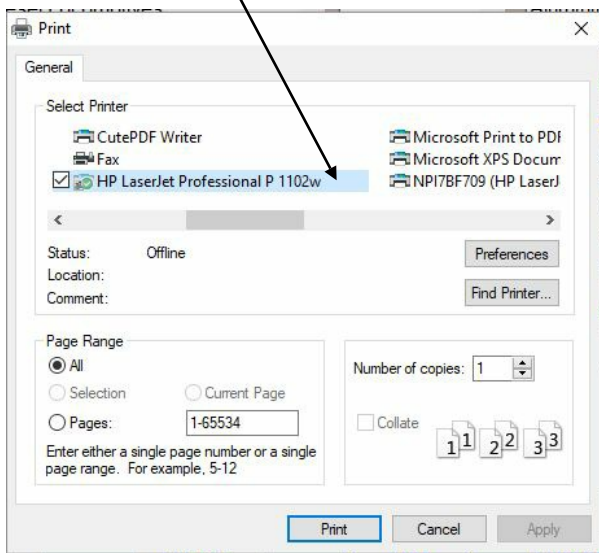 Print
General
Select Printer
CutePDF Writer
Microsoft Print to PDF
Fax
Microsoft XPS Docum
HP LaserJet Professional P 1102w
NPI7BF709 (HP LaserJ
Status: Offline
Preferences
Location:
Comment:
Find Printer...
Page Range
All
Number of copies: 1
Selection
Current Page
Pages: 1-65534
Collate
Enter either a single page number or a single
page range. For example, 5-12
1 1 2 2 3 3
Print Cancel Apply